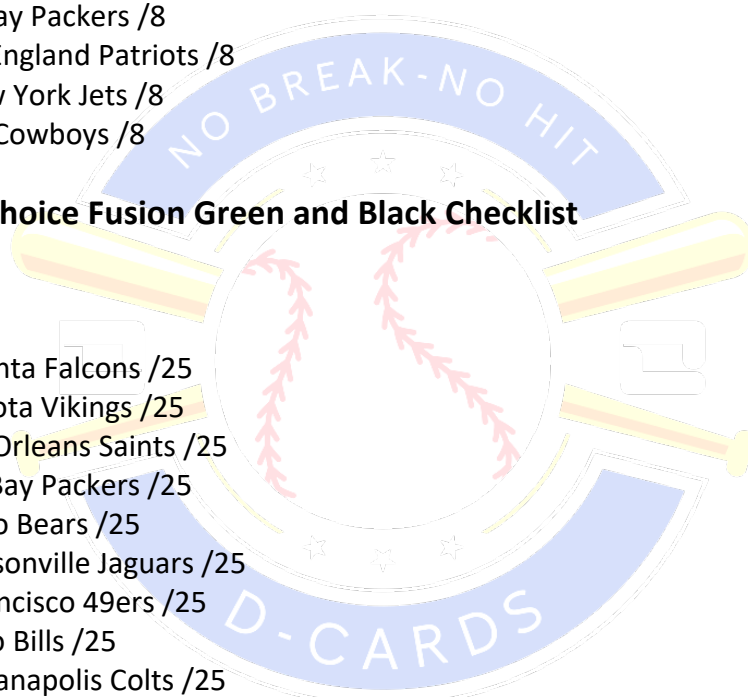 ay Packers /8
England Patriots /8
w York Jets /8
Cowboys /8
NO BREAK-NO HIT
hoice Fusion Green and Black Checklist
nta Falcons /25
ota Vikings /25
Orleans Saints /25
Bay Packers /25
o Bears /25
sonville Jaguars /25
ncisco 49ers /25
o Bills /25
anapolis Colts /25
D-CARDS